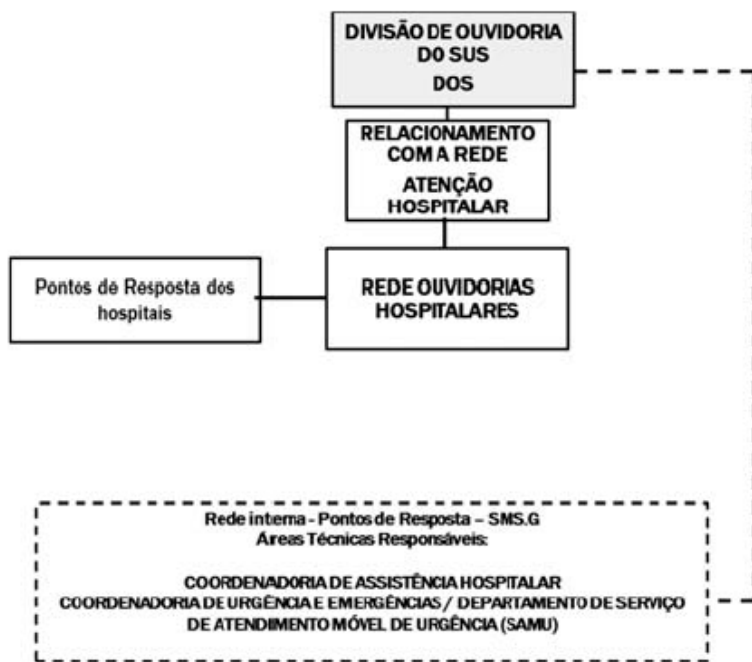 DIVISÃO DE OUVIDORIA
DO SUS
DOS
RELACIONAMENTO
COM A REDE
ATENÇÃO
HOSPITALAR
Pontos de Resposta dos
hospitais
REDE OUVIDORIAS
HOSPITALARES
Rede interna - Pontos de Resposta – SMS.G
Áreas Técnicas Responsáveis:
COORDENADORIA DE ASSISTÊNCIA HOSPITALAR
COORDENADORIA DE URGÊNCIA E EMERGÊNCIAS / DEPARTAMENTO DE SERVIÇO
DE ATENDIMENTO MÓVEL DE URGÊNCIA (SAMU)